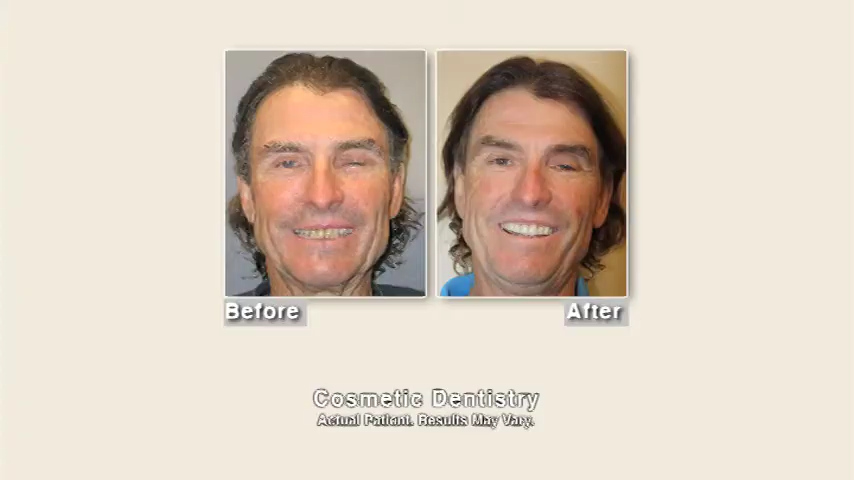 Before
After
Cosmetic Dentistry
Actual Patient. Results May Vary.